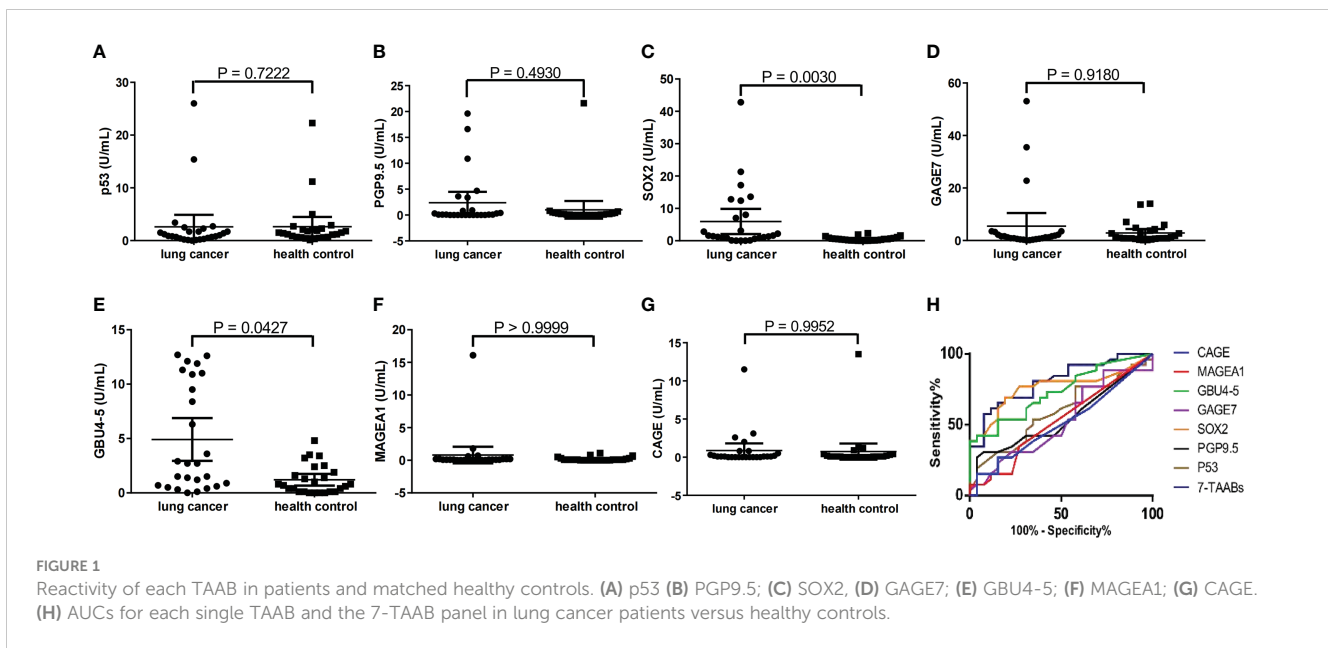 A
P = 0.7222
30
20
10
0
p53 (U/mL)
lung cancer
health control
B
P = 0.4930
25
20
15
10
5
0
-5
PGP9.5 (U/mL)
lung cancer
health control
C
P = 0.0030
50
40
30
20
10
0
SOX2 (U/mL)
lung cancer
health control
D
P = 0.9180
60
40
20
0
GAGE7 (U/mL)
lung cancer
health control
E
P = 0.0427
15
10
5
0
GBU4-5 (U/mL)
lung cancer
health control
F
P > 0.9999
20
15
10
5
0
-5
MAGEA1 (U/mL)
lung cancer
health control
G
P = 0.9952
15
10
5
0
-5
CAGE (U/mL)
lung cancer
health control
H
100
50
0
Sensitivity%
0
50
100
100% - Specificity%
CAGE
MAGEA1
GBU4-5
GAGE7
SOX2
PGP9.5
P53
7-TAABs
FIGURE 1
Reactivity of each TAAB in patients and matched healthy controls. (A) p53 (B) PGP9.5; (C) SOX2, (D) GAGE7; (E) GBU4-5; (F) MAGEA1; (G) CAGE.
(H) AUCs for each single TAAB and the 7-TAAB panel in lung cancer patients versus healthy controls.